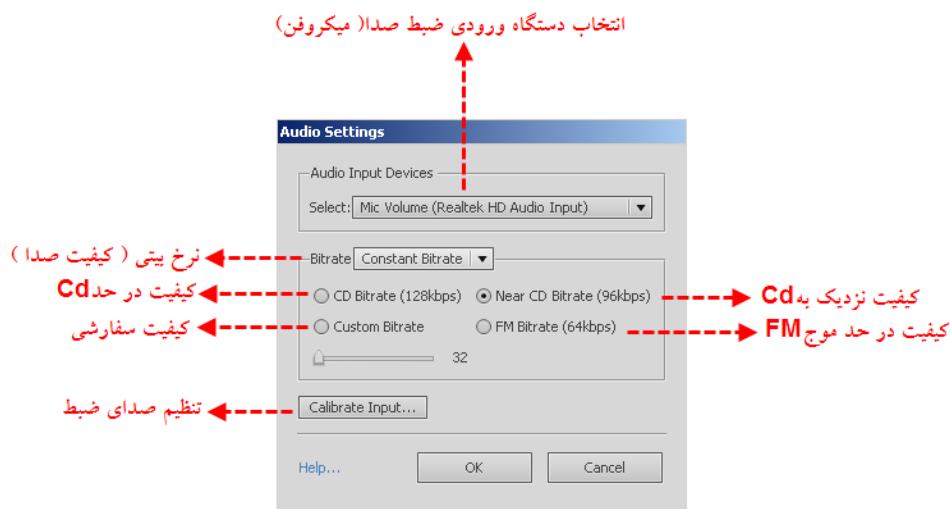 انتخاب دستگاه ورودی ضبط صدا( میکروفن)
Audio Settings
Audio Input Devices
Select: Mic Volume (Realtek HD Audio Input)
نرخ بیتی ( کیفیت صدا )
Bitrate Constant Bitrate
کیفیت در حد Cd
CD Bitrate (128kbps)
Near CD Bitrate (96kbps)
کیفیت نزدیک به Cd
کیفیت سفارشی
Custom Bitrate
FM Bitrate (64kbps)
کیفیت در حد موج FM
32
تنظیم صدای ضبط
Calibrate Input...
Help...
OK
Cancel